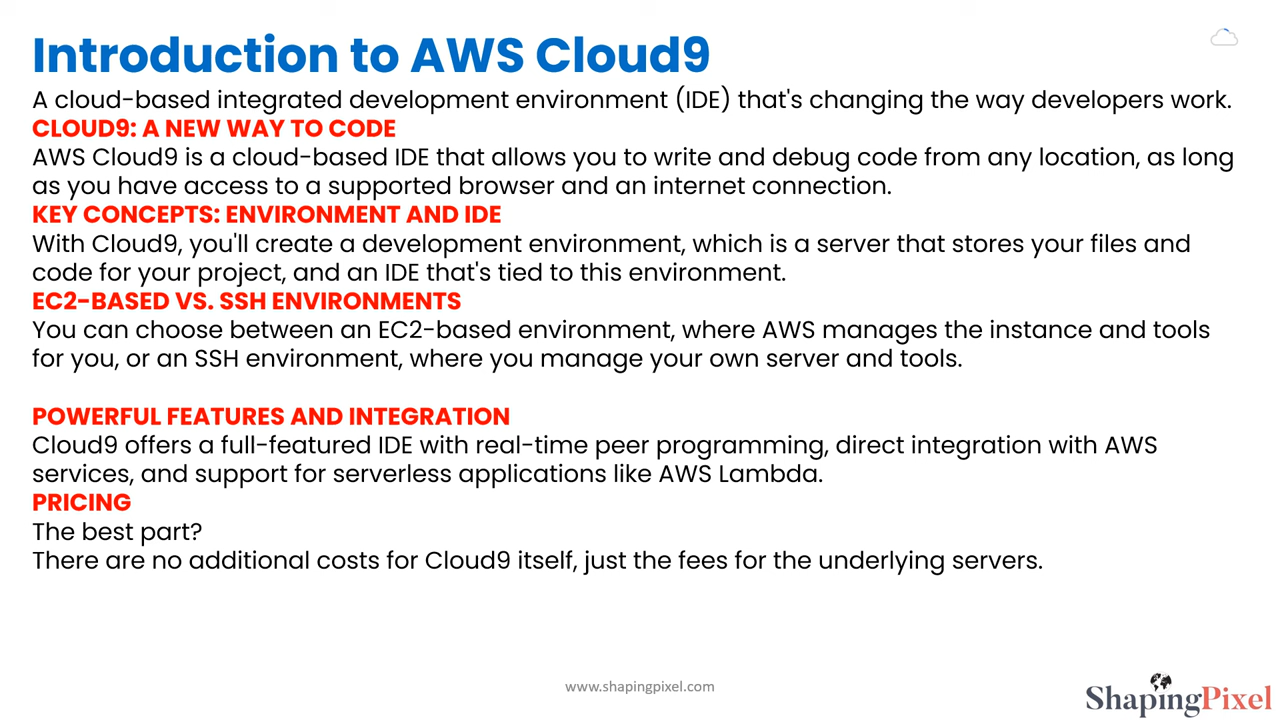 Introduction to AWS Cloud9
A cloud-based integrated development environment (IDE) that's changing the way developers work.
CLOUD9: A NEW WAY TO CODE
AWS Cloud9 is a cloud-based IDE that allows you to write and debug code from any location, as long
as you have access to a supported browser and an internet connection.
KEY CONCEPTS: ENVIRONMENT AND IDE
With Cloud9, you'll create a development environment, which is a server that stores your files and
code for your project, and an IDE that's tied to this environment.
EC2-BASED VS. SSH ENVIRONMENTS
You can choose between an EC2-based environment, where AWS manages the instance and tools
for you, or an SSH environment, where you manage your own server and tools.
POWERFUL FEATURES AND INTEGRATION
Cloud9 offers a full-featured IDE with real-time peer programming, direct integration with AWS
services, and support for serverless applications like AWS Lambda.
PRICING
The best part?
There are no additional costs for Cloud9 itself, just the fees for the underlying servers.
www.shapingpixel.com
ShapingPixel